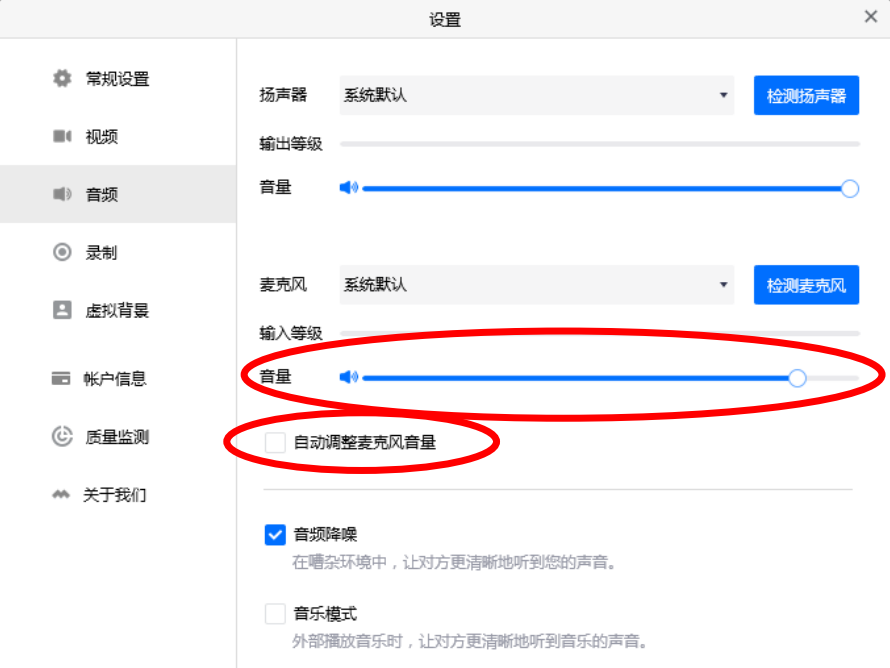 设置
常规设置
视频
音频
录制
虚拟背景
帐户信息
质量监测
关于我们
扬声器
系统默认
检测扬声器
输出等级
音量
麦克风
系统默认
检测麦克风
输入等级
音量
自动调整麦克风音量
音频降噪
在嘈杂环境中，让对方更清晰地听到您的声音。
音乐模式
外部播放音乐时，让对方更清晰地听到音乐的声音。